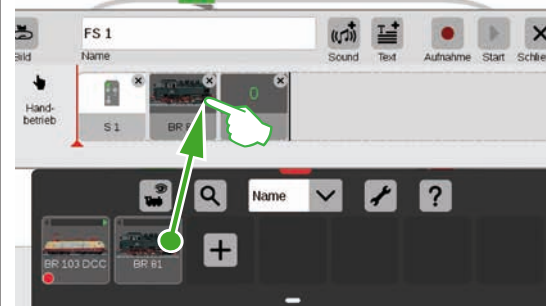 FS 1
Bild
Name
Sound
Text
Aufnahme
Start
Hand-
betrieb
S 1
BR
0
Name
?
BR 103 DCC
BR 81
+